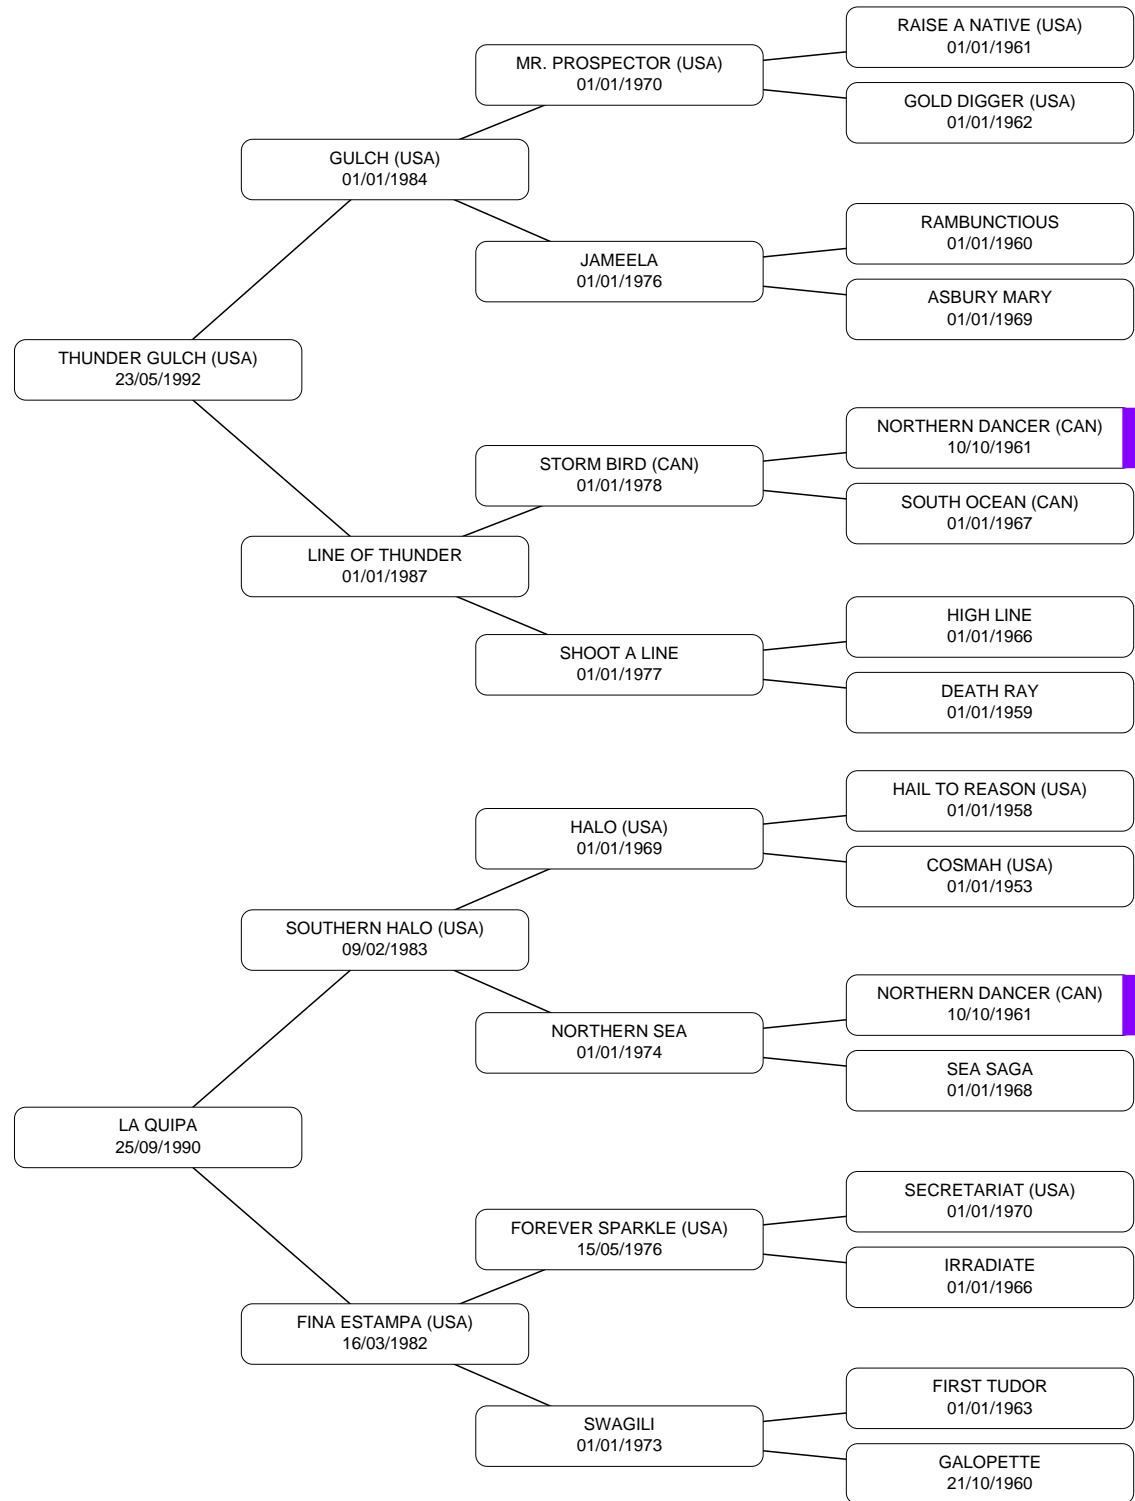 RAISE A NATIVE (USA)
01/01/1961
MR. PROSPECTOR (USA)
01/01/1970
GOLD DIGGER (USA)
01/01/1962
GULCH (USA)
01/01/1984
RAMBUNCTIOUS
01/01/1960
JAMEELA
01/01/1976
ASBURY MARY
01/01/1969
THUNDER GULCH (USA)
23/05/1992
NORTHERN DANCER (CAN)
10/10/1961
STORM BIRD (CAN)
01/01/1978
SOUTH OCEAN (CAN)
01/01/1967
LINE OF THUNDER
01/01/1987
HIGH LINE
01/01/1966
SHOOT A LINE
01/01/1977
DEATH RAY
01/01/1959
HAIL TO REASON (USA)
01/01/1958
HALO (USA)
01/01/1969
COSMAH (USA)
01/01/1953
SOUTHERN HALO (USA)
09/02/1983
NORTHERN DANCER (CAN)
10/10/1961
NORTHERN SEA
01/01/1974
SEA SAGA
01/01/1968
LA QUIPA
25/09/1990
SECRETARIAT (USA)
01/01/1970
FOREVER SPARKLE (USA)
15/05/1976
IRRADIATE
01/01/1966
FINA ESTAMPA (USA)
16/03/1982
FIRST TUDOR
01/01/1963
SWAGILI
01/01/1973
GALOPETTE
21/10/1960